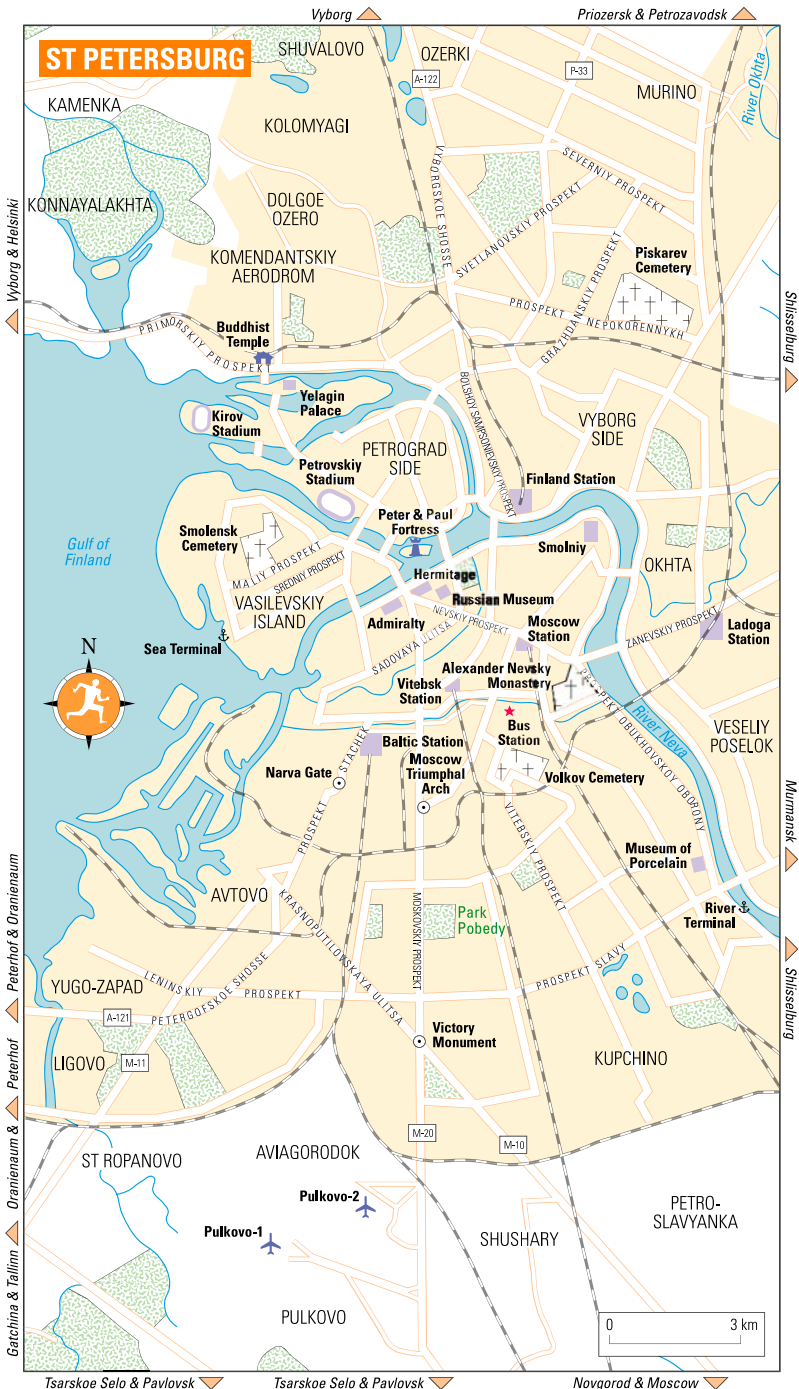 Vyborg
Priozersk & Petrozavodsk
ST PETERSBURG
SHUVALOVO
OZERKI
A-122
P-33
MURINO
River Okhta
KAMENKA
KOLOMYAGI
VYBORGSKOE SHOSSE
SEVERNIY PROSPEKT
KONNAYALAKHTA
DOLGOE
OZERO
SVETLANOVSKIY PROSPEKT
Vyborg & Helsinki
KOMENDANTSKIY
AERODROM
GRAZHDANSKIY PROSPEKT
Piskarev
Cemetery
PROSPEKT NEPOKORENNYKH
Shlisselburg
PRIMORSKIY PROSPEKT
Buddhist
Temple
Yelagin
Palace
Kirov
Stadium
BOLSHOY SAMPSONIEVSKIY PROSPEKT
VYBORG
SIDE
PETROGRAD
SIDE
Petrovskiy
Stadium
Finland Station
Peter & Paul
Fortress
Smolensk
Cemetery
Smolniy
Gulf of
Finland
MALIY PROSPEKT
SREDNIY PROSPEKT
Hermitage
OKHTA
VASILEVSKIY
ISLAND
Russian Museum
Admiralty
NEVSKIY PROSPEKT
Moscow
Station
ZANEVSKIY PROSPEKT
Ladoga
Station
Sea Terminal
SADOVAYA ULITSA
N
Alexander Nevsky
Monastery
Vitebsk
Station
PROSPEKT OBUKHOVSKOY OBORONY
River Neva
Bus
Station
VESELIY
POSELOK
Baltic Station
Moscow
Triumphal
Arch
Narva Gate
PROSPEKT STACHEK
Volkov Cemetery
VITEBSKIY PROSPEKT
Murmansk
Museum of
Porcelain
AVTOVO
KRASNOPUTILOVSKAYA ULITSA
MOSKOVSKIY PROSPEKT
Park
Pobedy
River
Terminal
Peterhof & Oranienaum
PROSPEKT SLAVY
YUGO-ZAPAD
LENINSKIY PROSPEKT
PETERGOFSKOE SHOSSE
Shlisselburg
A-121
Victory
Monument
LIGOVO
M-11
KUPCHINO
Oranienaum & Peterhof
M-20
M-10
ST ROPANOVO
AVIAGORODOK
Pulkovo-2
PETRO-
SLAVYANKA
Pulkovo-1
SHUSHARY
Gatchina & Tallinn
PULKOVO
0 3 km
Tsarskoe Selo & Pavlovsk
Tsarskoe Selo & Pavlovsk
Novgorod & Moscow